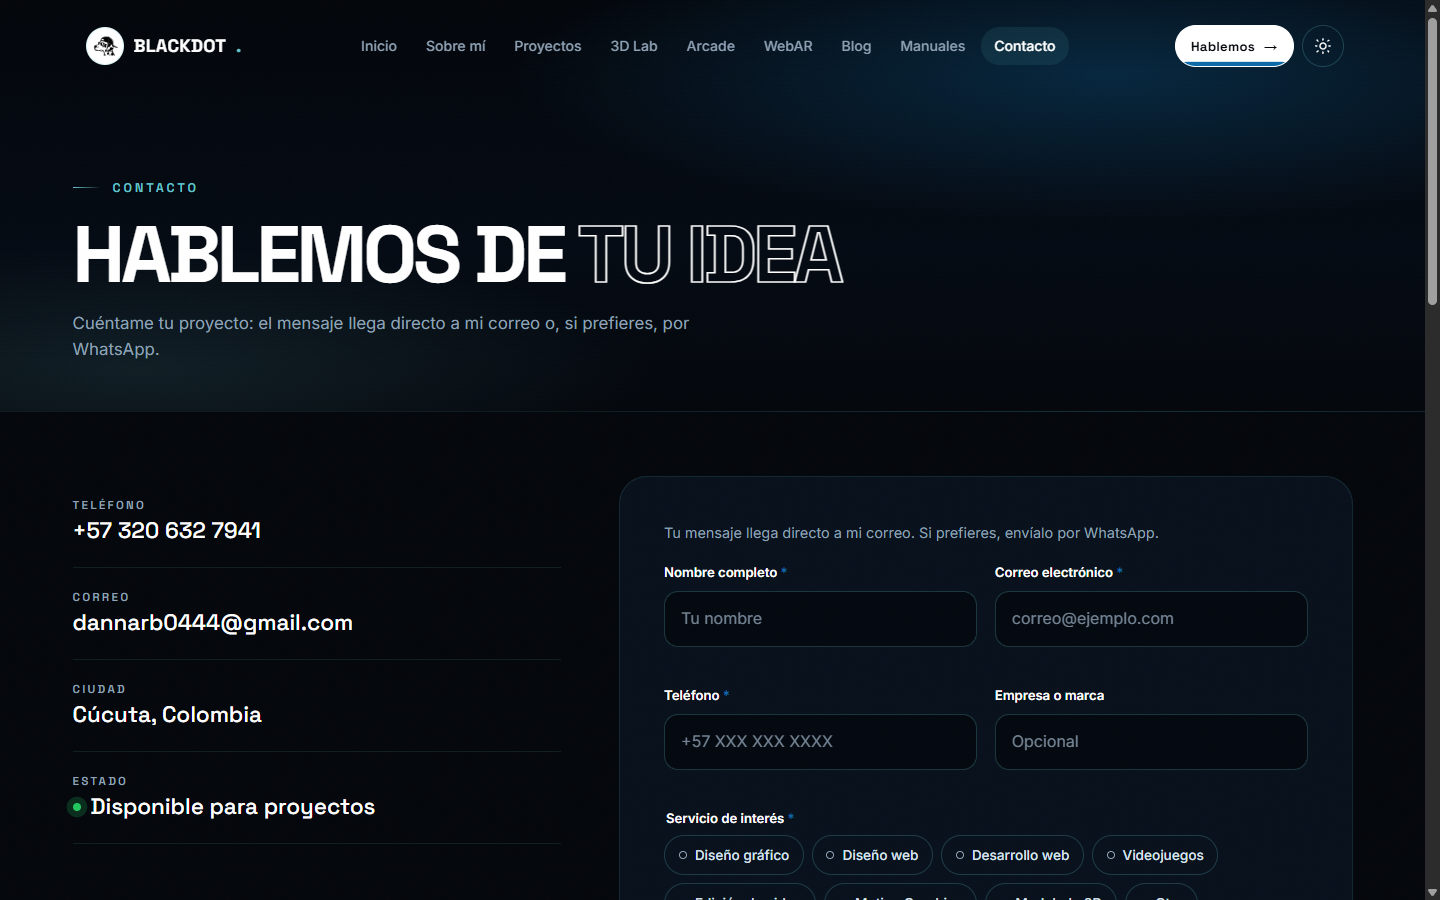 BLACKDOT .
Inicio
Sobre mí
Proyectos
3D Lab
Arcade
WebAR
Blog
Manuales
Contacto
Hablemos →
CONTACTO
HABLEMOS DE TU IDEA
Cuéntame tu proyecto: el mensaje llega directo a mi correo o, si prefieres, por
WhatsApp.
TELÉFONO
+57 320 632 7941
CORREO
dannarb0444@gmail.com
CIUDAD
Cúcuta, Colombia
ESTADO
Disponible para proyectos
Tu mensaje llega directo a mi correo. Si prefieres, envíalo por WhatsApp.
Nombre completo *
Tu nombre
Correo electrónico *
correo@ejemplo.com
Teléfono *
+57 XXX XXX XXXX
Empresa o marca
Opcional
Servicio de interés *
Diseño gráfico
Diseño web
Desarrollo web
Videojuegos